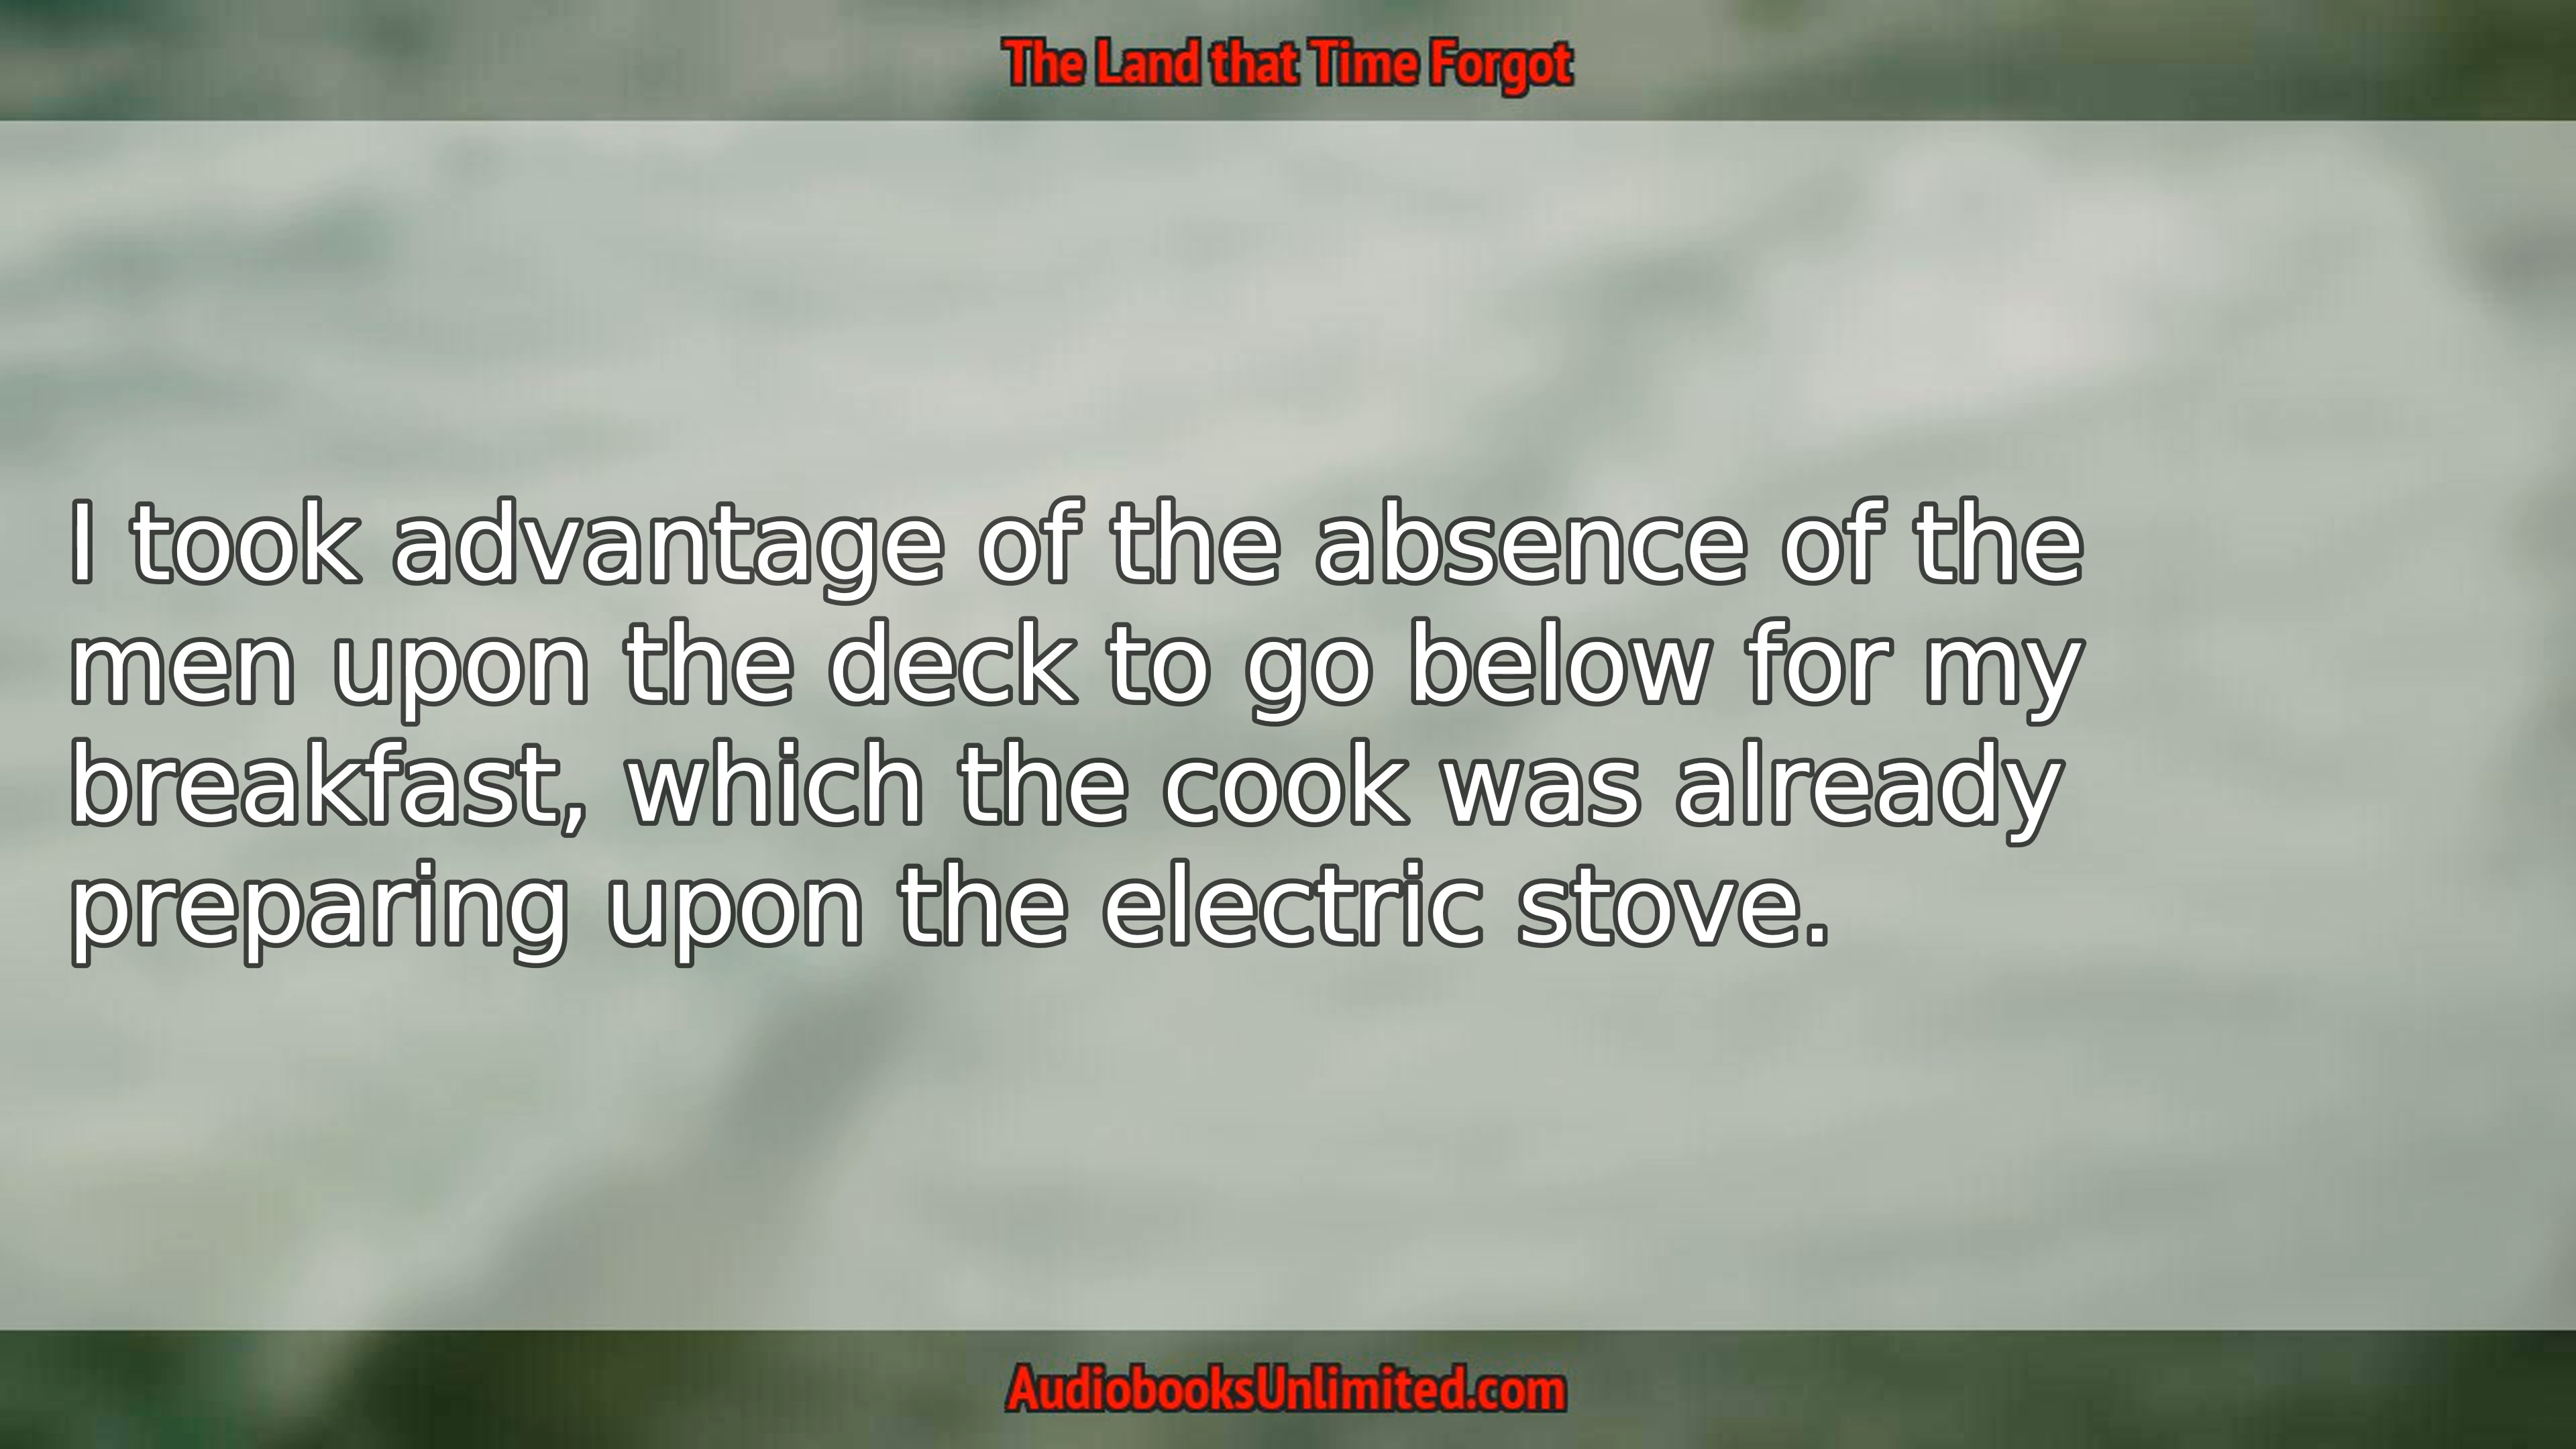 The Land that Time Forgot
I took advantage of the absence of the
men upon the deck to go below for my
breakfast, which the cook was already
preparing upon the electric stove.
AudiobooksUnlimited.com